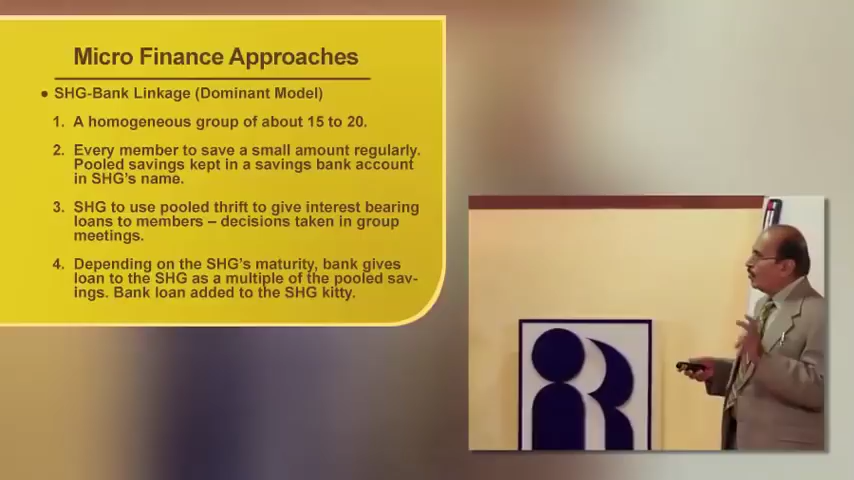 Micro Finance Approaches
• SHG-Bank Linkage (Dominant Model)
1. A homogeneous group of about 15 to 20.
2. Every member to save a small amount regularly.
Pooled savings kept in a savings bank account
in SHG's name.
3. SHG to use pooled thrift to give interest bearing
loans to members – decisions taken in group
meetings.
4. Depending on the SHG's maturity, bank gives
loan to the SHG as a multiple of the pooled sav-
ings. Bank loan added to the SHG kitty.